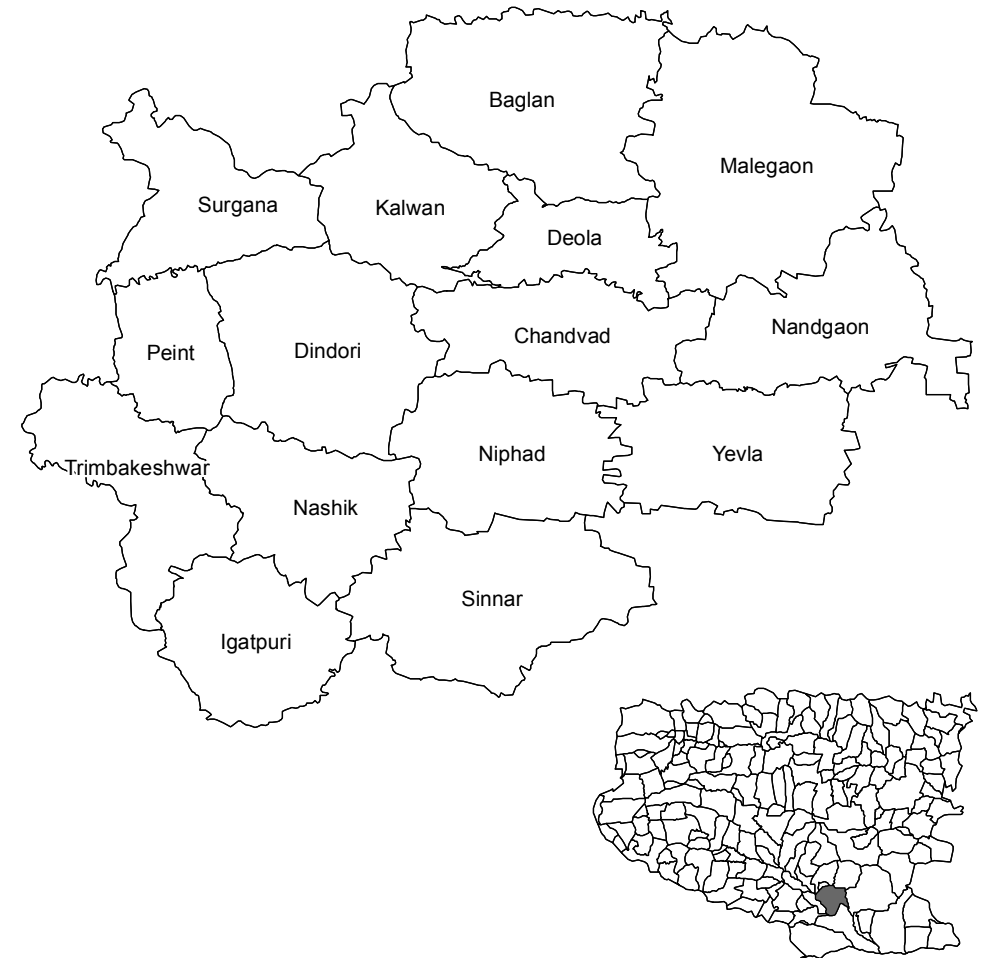 Baglan
Malegaon
Surgana
Kalwan
Deola
Chandvad
Nandgaon
Peint
Dindori
Niphad
Yevla
Trimbakeshwar
Nashik
Sinnar
Igatpuri